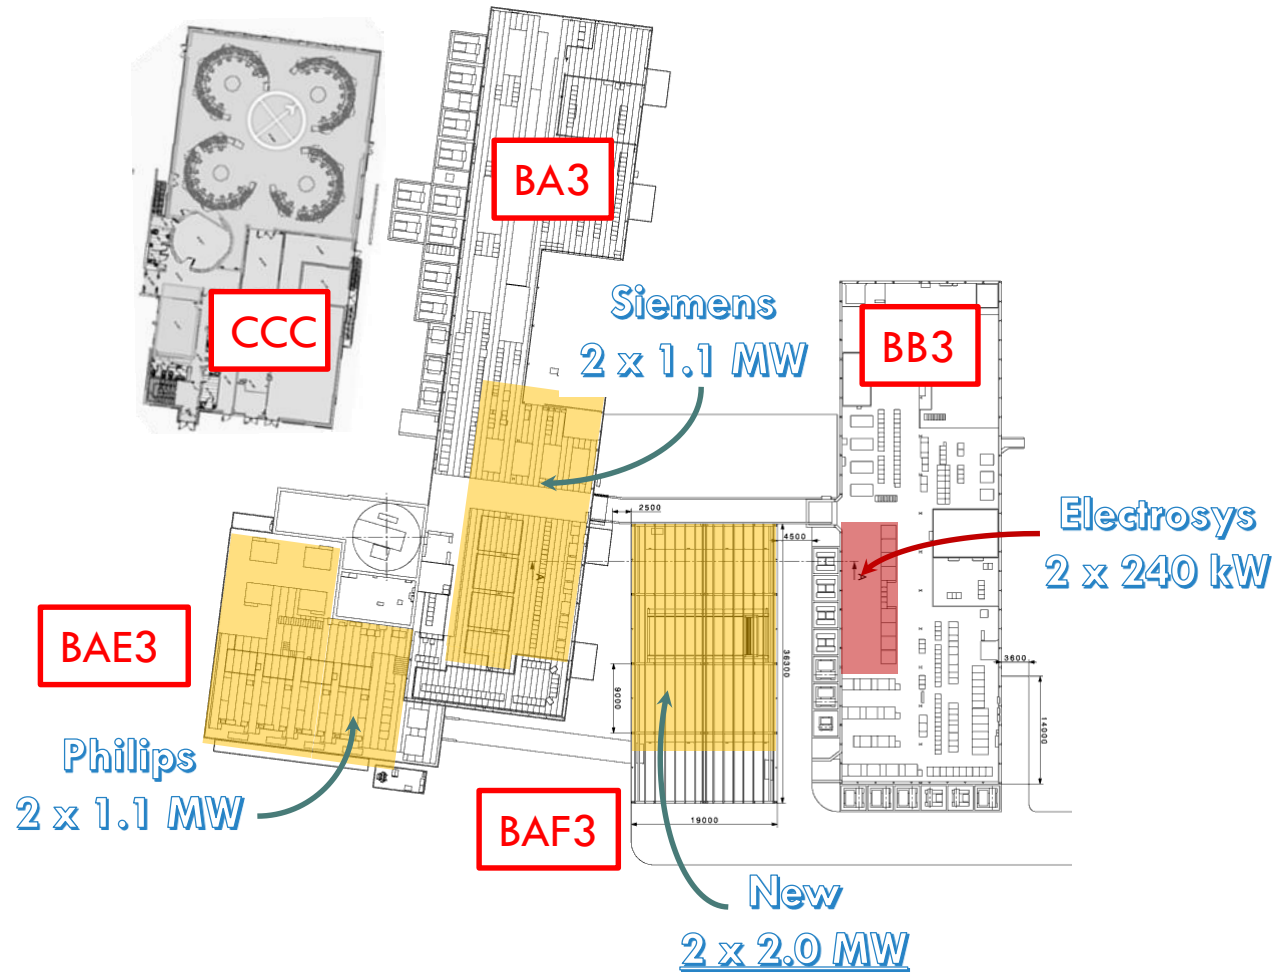 BA3
CCC
Siemens
2 x 1.1 MW
BB3
2500
4500
Electrosys
2 x 240 kW
A
A
BAE3
36300
9000
3600
14000
Philips
2 x 1.1 MW
BAF3
19000
New
2 x 2.0 MW